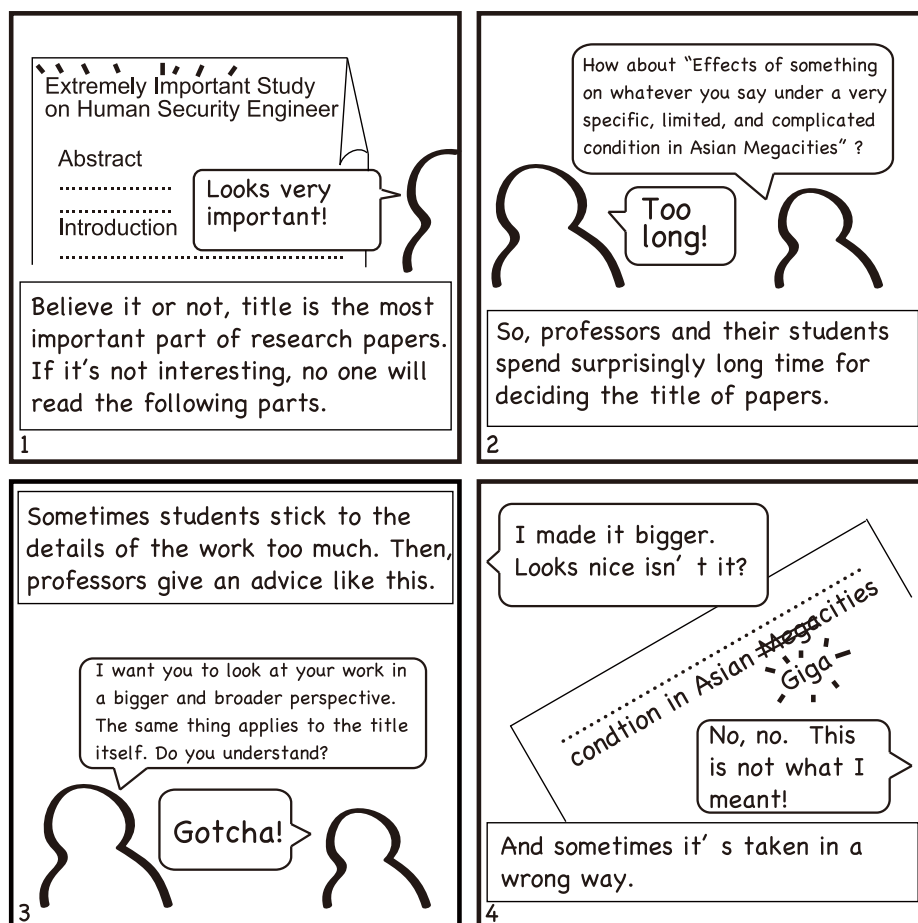 Extremely Important Study
on Human Security Engineer
Abstract
Introduction
Looks very
important!
Believe it or not, title is the most
important part of research papers.
If it's not interesting, no one will
read the following parts.
1
How about "Effects of something
on whatever you say under a very
specific, limited, and complicated
condition in Asian Megacities" ?
Too
long!
So, professors and their students
spend surprisingly long time for
deciding the title of papers.
2
Sometimes students stick to the
details of the work too much. Then,
professors give an advice like this.
I want you to look at your work in
a bigger and broader perspective.
The same thing applies to the title
itself. Do you understand?
Gotcha!
3
I made it bigger.
Looks nice isn' t it?
condtion in Asian Megacities
Giga
No, no. This
is not what I
meant!
And sometimes it' s taken in a
wrong way.
4